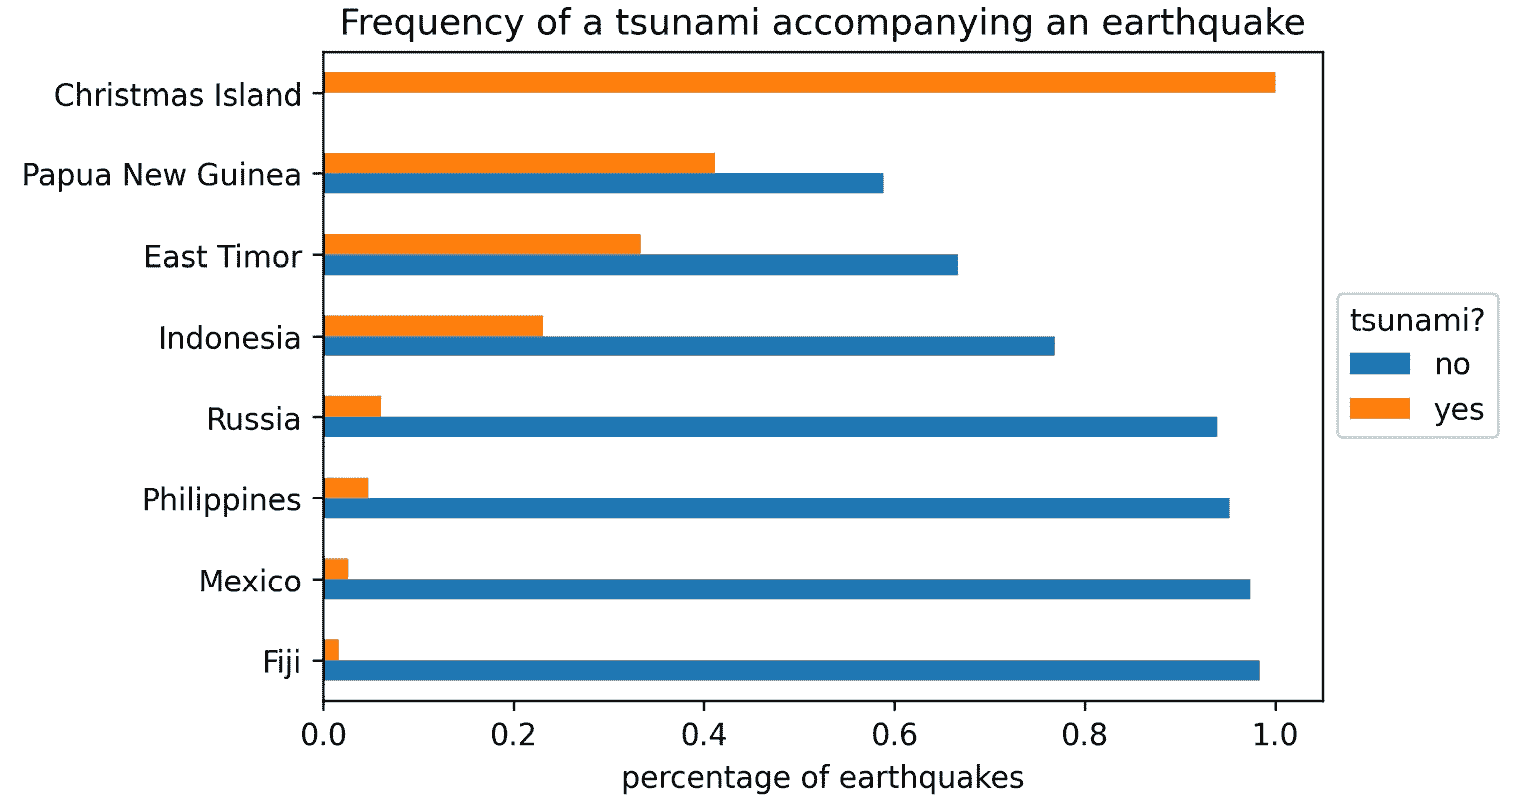 Frequency of a tsunami accompanying an earthquake
Christmas Island
Papua New Guinea
East Timor
Indonesia
Russia
Philippines
Mexico
Fiji
0.0 0.2 0.4 0.6 0.8 1.0
percentage of earthquakes
tsunami?
no
yes